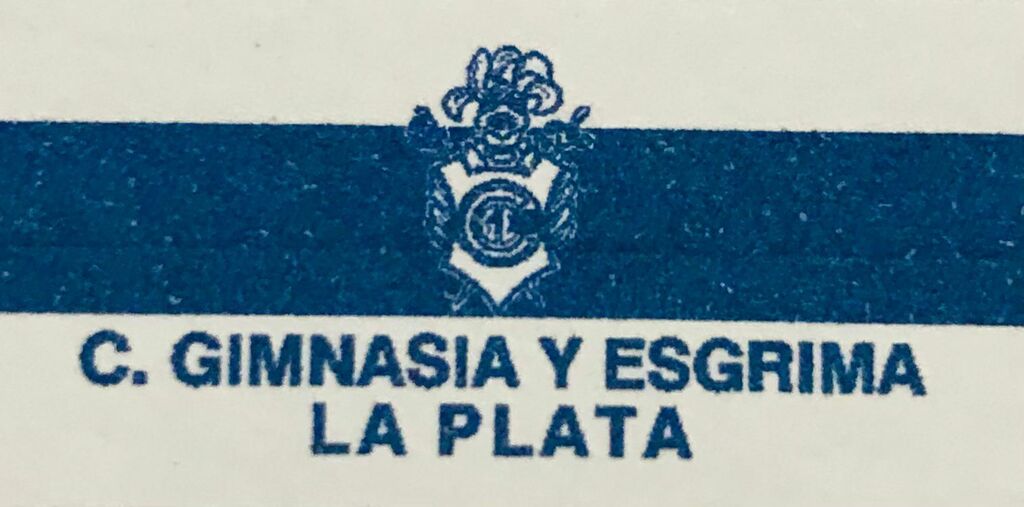 C. GIMNASIA Y ESGRIMA
LA PLATA